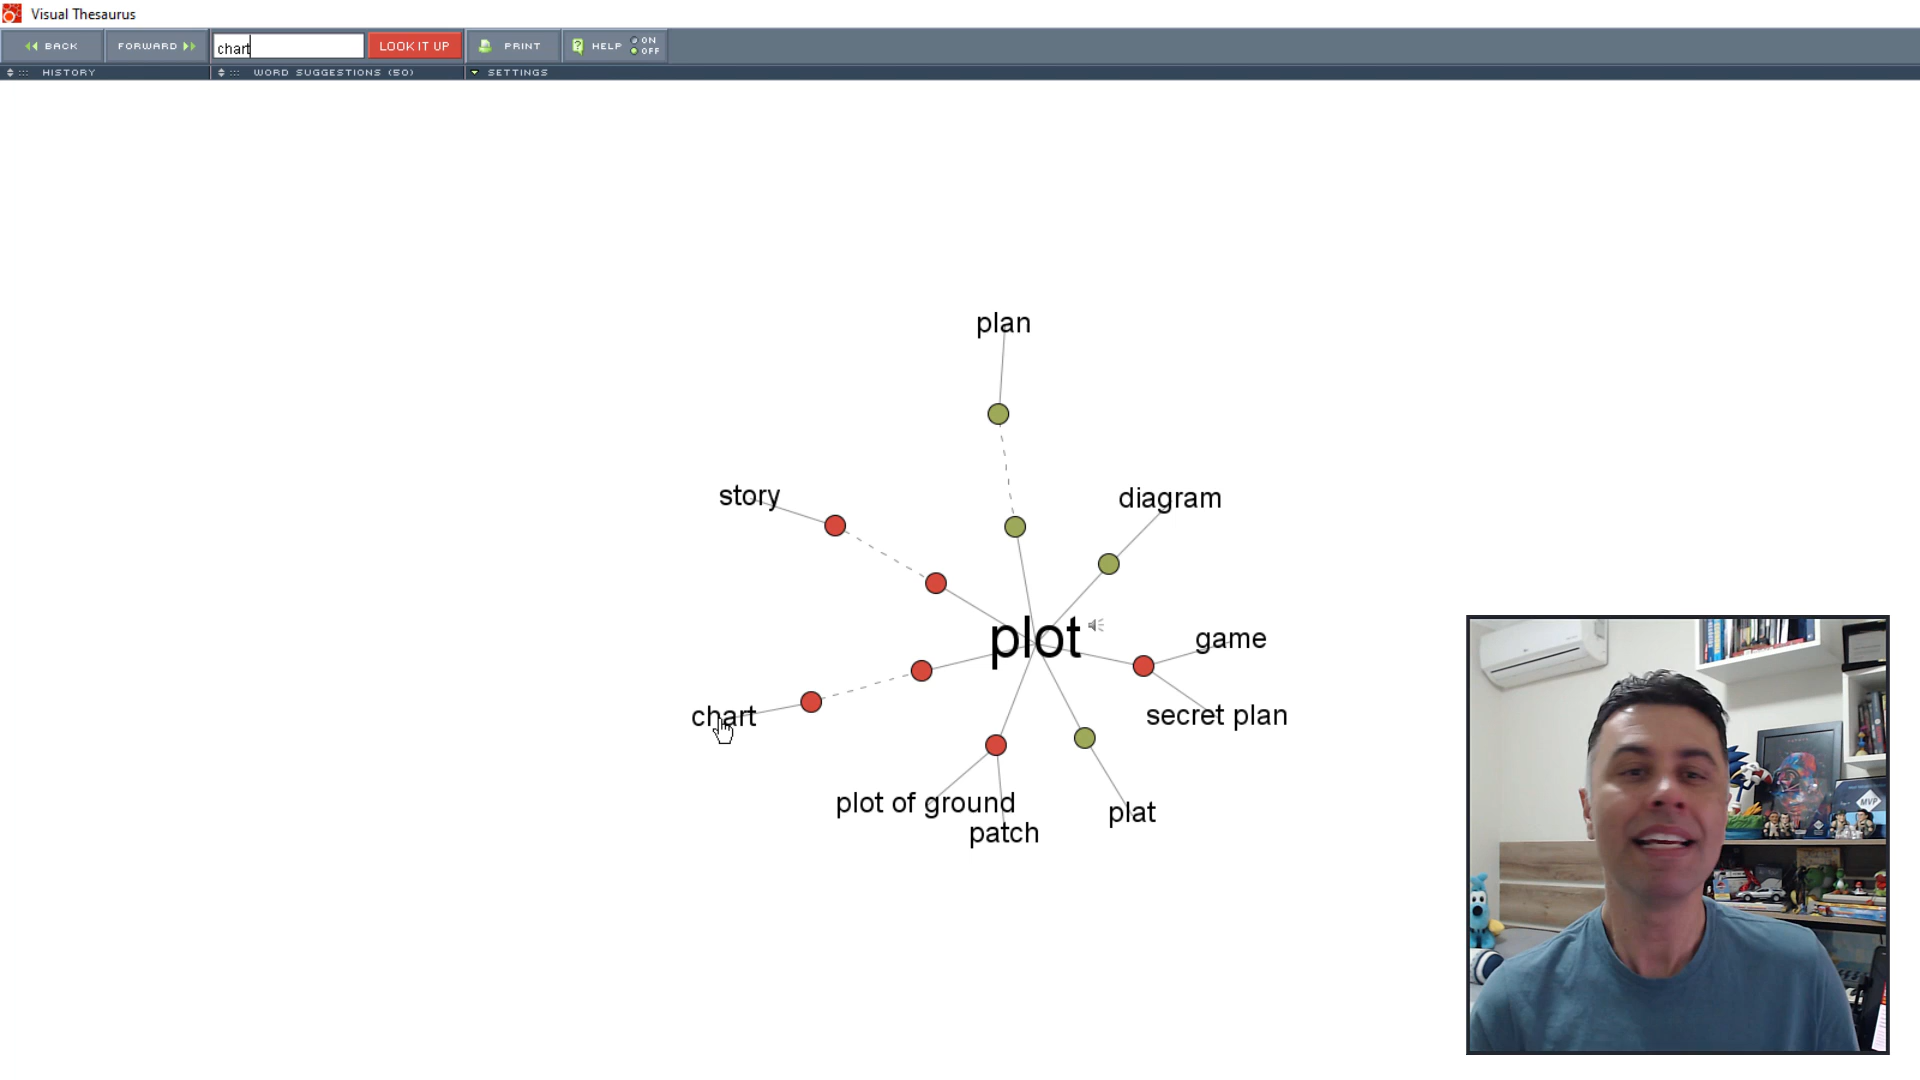 Visual Thesaurus
BACK
FORWARD
chart
LOOK IT UP
PRINT
HELP
ON
OFF
HISTORY
WORD SUGGESTIONS (50)
SETTINGS
plan
story
diagram
plot
game
chart
secret plan
plot of ground
patch
plat
MVP